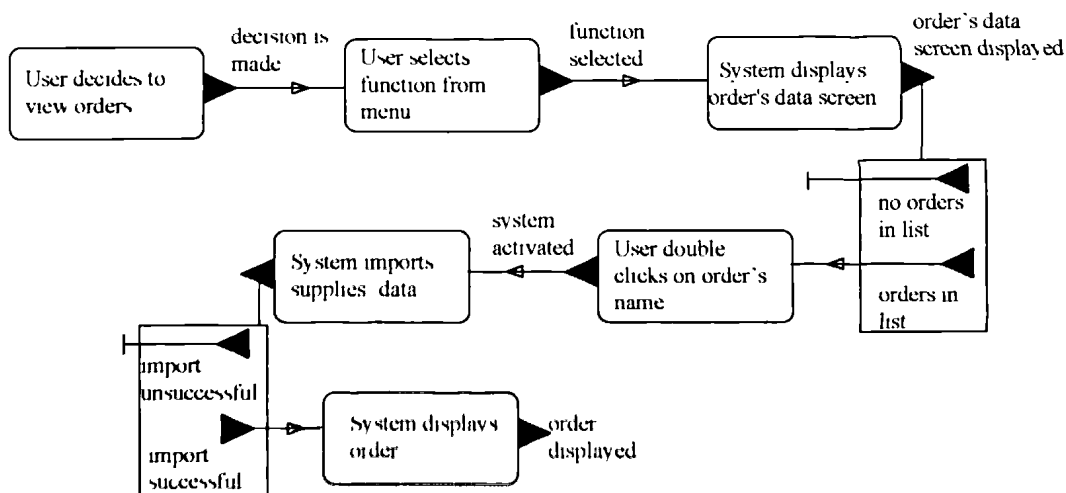 User decides to
view orders
decision is
made
User selects
function from
menu
function
selected
System displays
order's data screen
order's data
screen displayed
no orders
in list
orders in
list
User double
clicks on order's
name
system
activated
System imports
supplies data
import
unsuccessful
import
successful
System displays
order
order
displayed